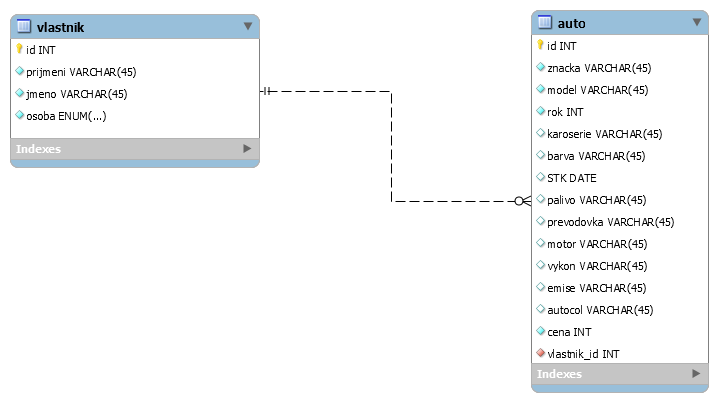 vlastnik
id INT
prijmeni VARCHAR(45)
jmeno VARCHAR(45)
osoba ENUM(...)
Indexes
auto
id INT
znacka VARCHAR(45)
model VARCHAR(45)
rok INT
karoserie VARCHAR(45)
barva VARCHAR(45)
STK DATE
palivo VARCHAR(45)
prevodovka VARCHAR(45)
motor VARCHAR(45)
vykon VARCHAR(45)
emise VARCHAR(45)
autocol VARCHAR(45)
cena INT
vlastnik_id INT
Indexes